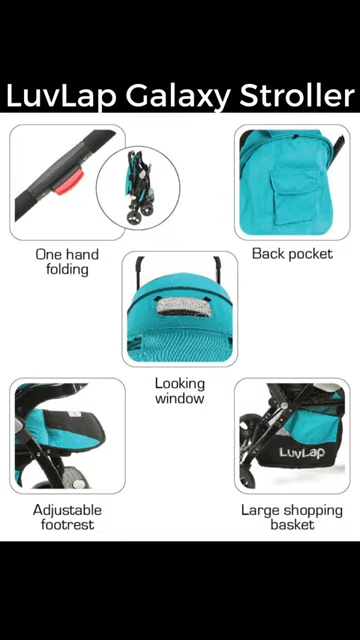 LuvLap Galaxy Stroller
One hand
folding
Back pocket
Looking
window
Adjustable
footrest
LuvLap
Large shopping
basket